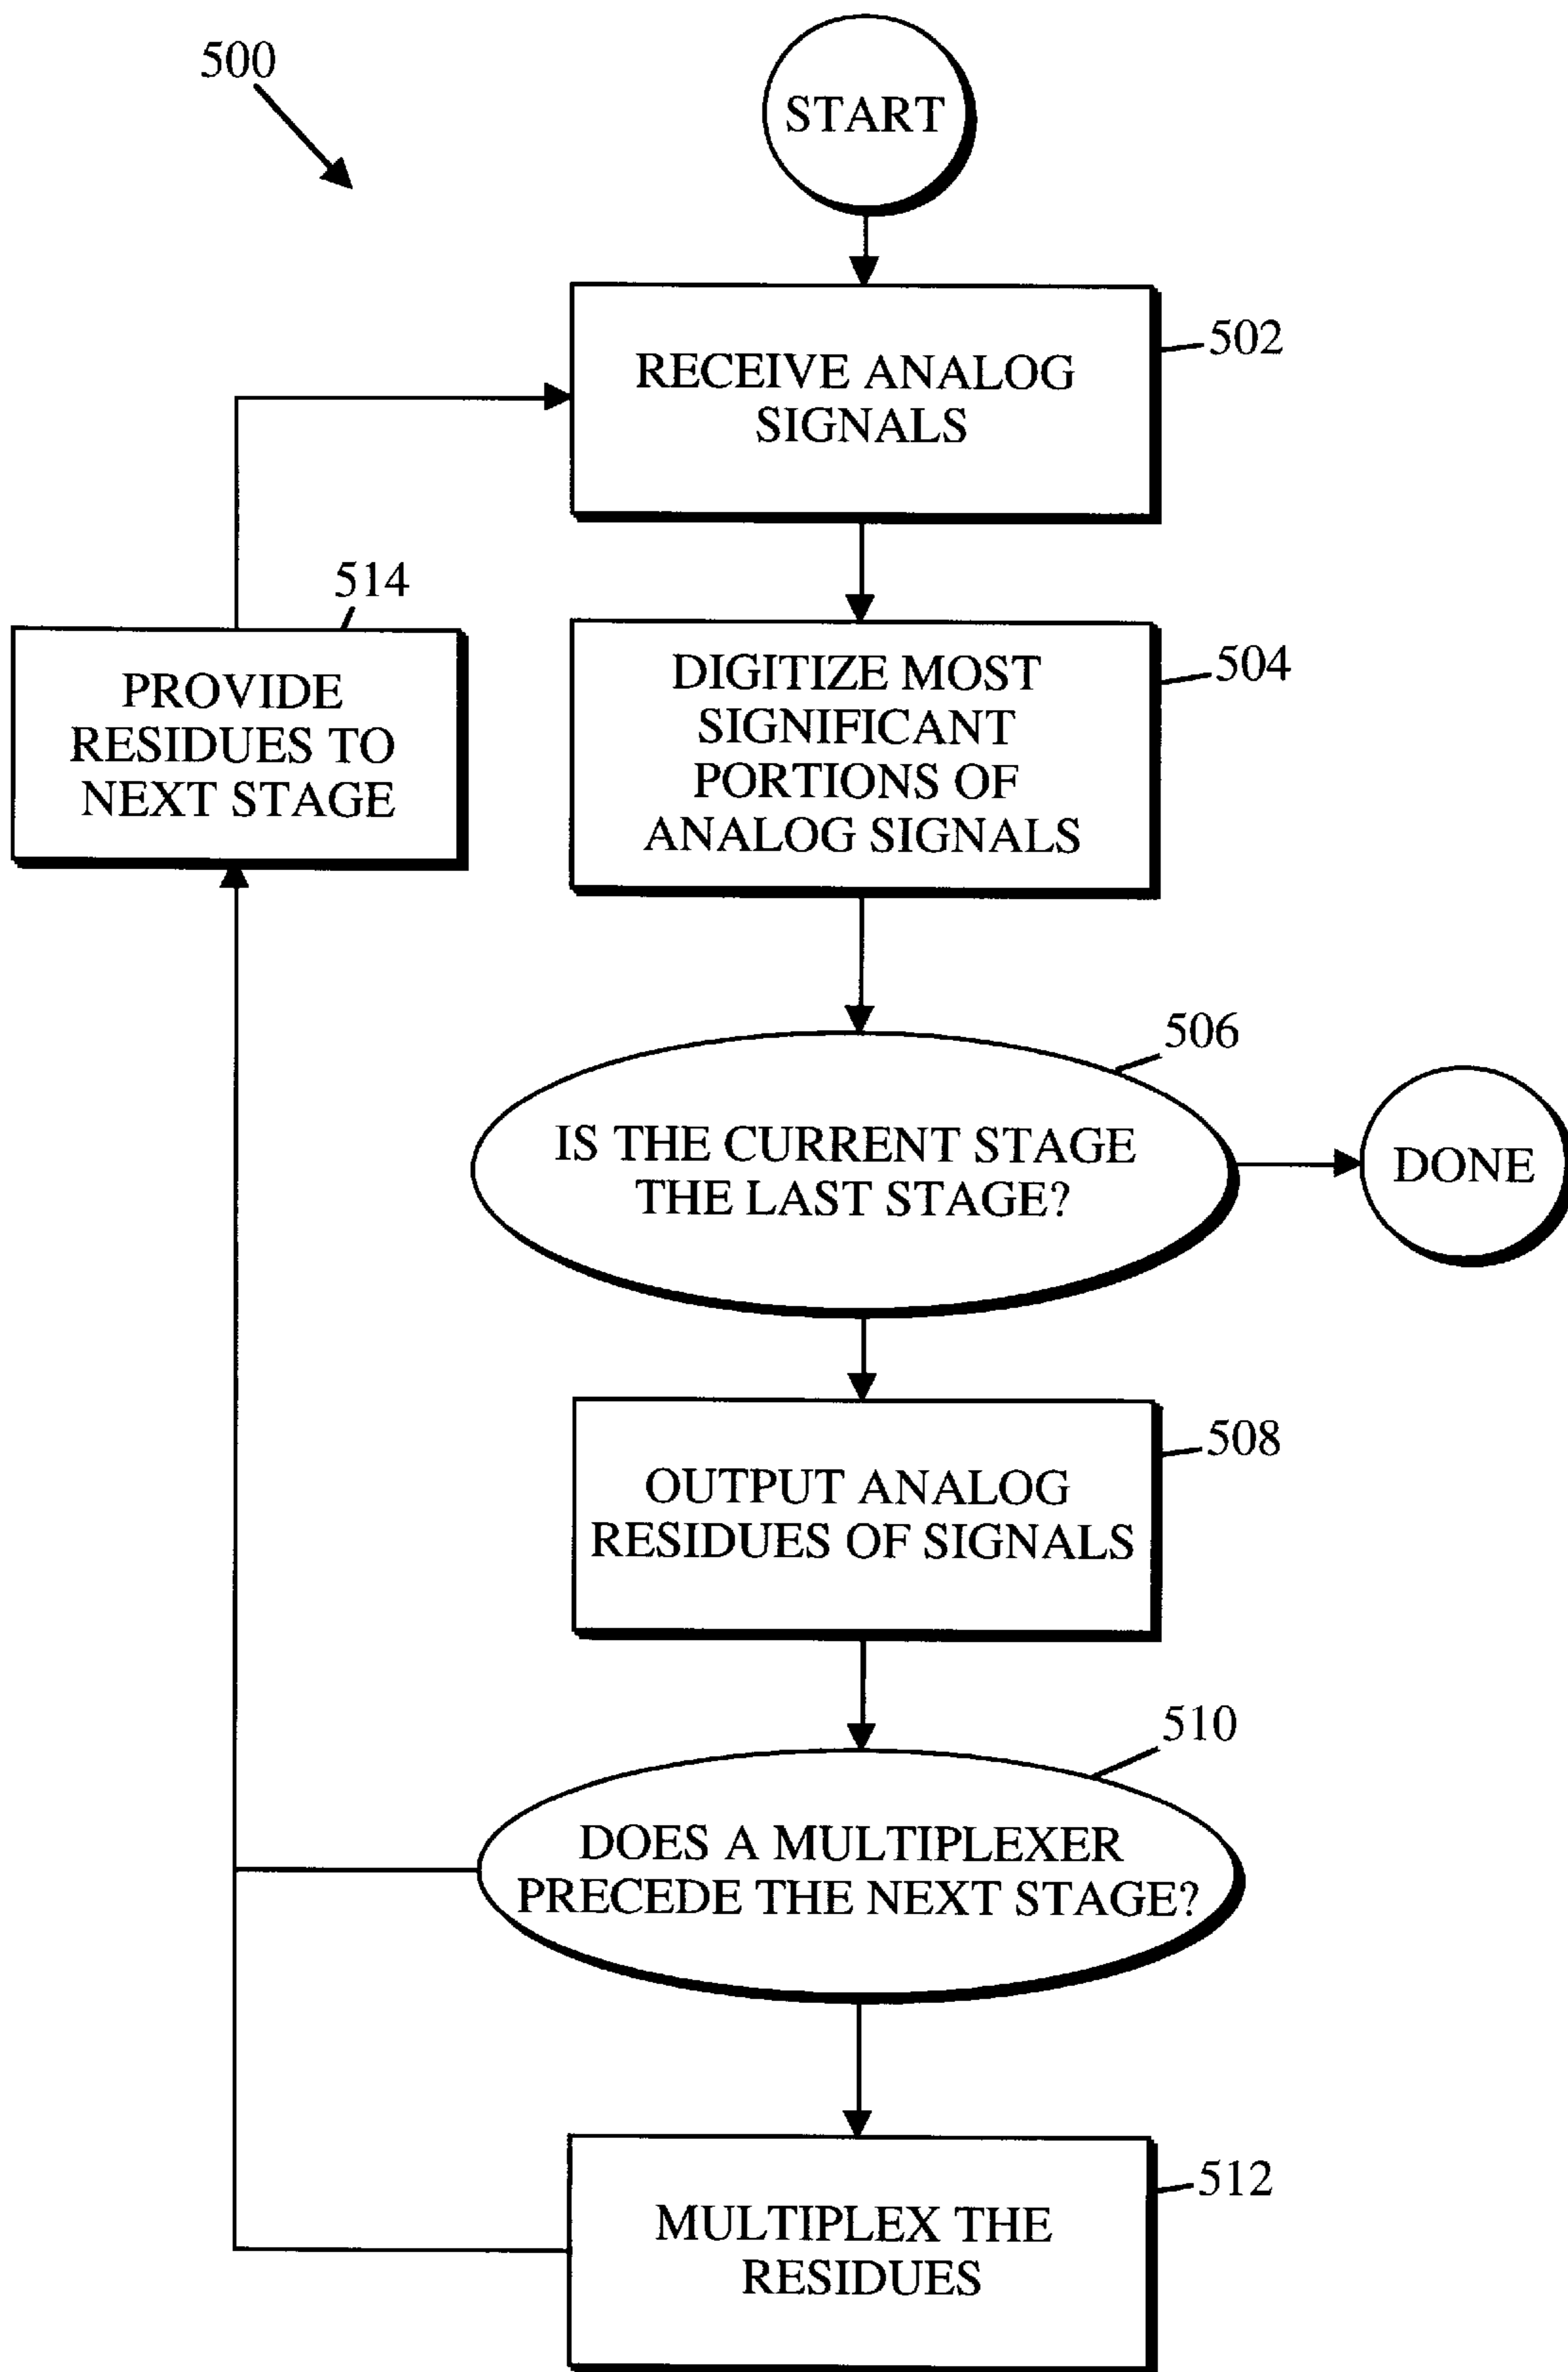 500
START
502
RECEIVE ANALOG
SIGNALS
514
PROVIDE
RESIDUES TO
NEXT STAGE
504
DIGITIZE MOST
SIGNIFICANT
PORTIONS OF
ANALOG SIGNALS
506
IS THE CURRENT STAGE
THE LAST STAGE?
DONE
508
OUTPUT ANALOG
RESIDUES OF SIGNALS
510
DOES A MULTIPLEXER
PRECEDE THE NEXT STAGE?
512
MULTIPLEX THE
RESIDUES